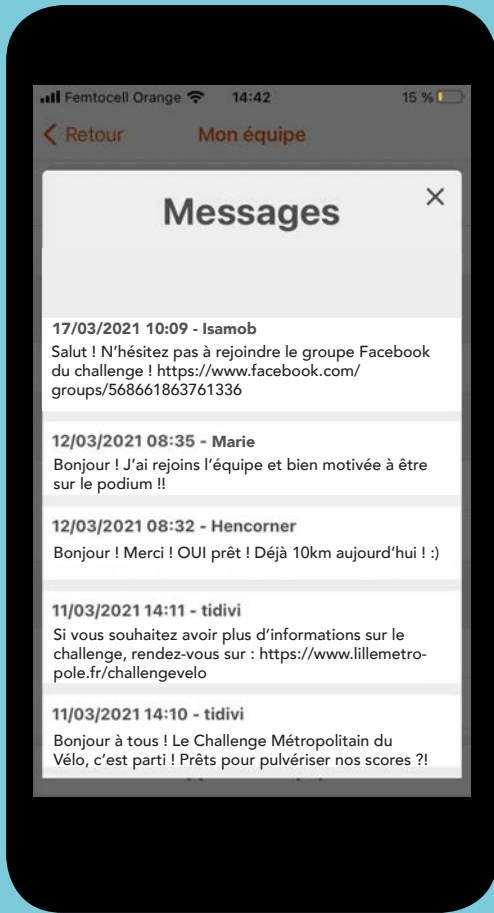 Femtocell Orange 14:42 15 %
Retour Mon équipe
Messages
17/03/2021 10:09 - Isamob
Salut ! N’hésitez pas à rejoindre le groupe Facebook
du challenge ! https://www.facebook.com/
groups/568661863761336
12/03/2021 08:35 - Marie
Bonjour ! J’ai rejoins l’équipe et bien motivée à être
sur le podium !!
12/03/2021 08:32 - Hencorner
Bonjour ! Merci ! OUI prêt ! Déjà 10km aujourd’hui ! :)
11/03/2021 14:11 - tidivi
Si vous souhaitez avoir plus d’informations sur le
challenge, rendez-vous sur : https://www.lillemetro-
pole.fr/challengevelo
11/03/2021 14:10 - tidivi
Bonjour à tous ! Le Challenge Métropolitain du
Vélo, c’est parti ! Prêts pour pulvériser nos scores ?!